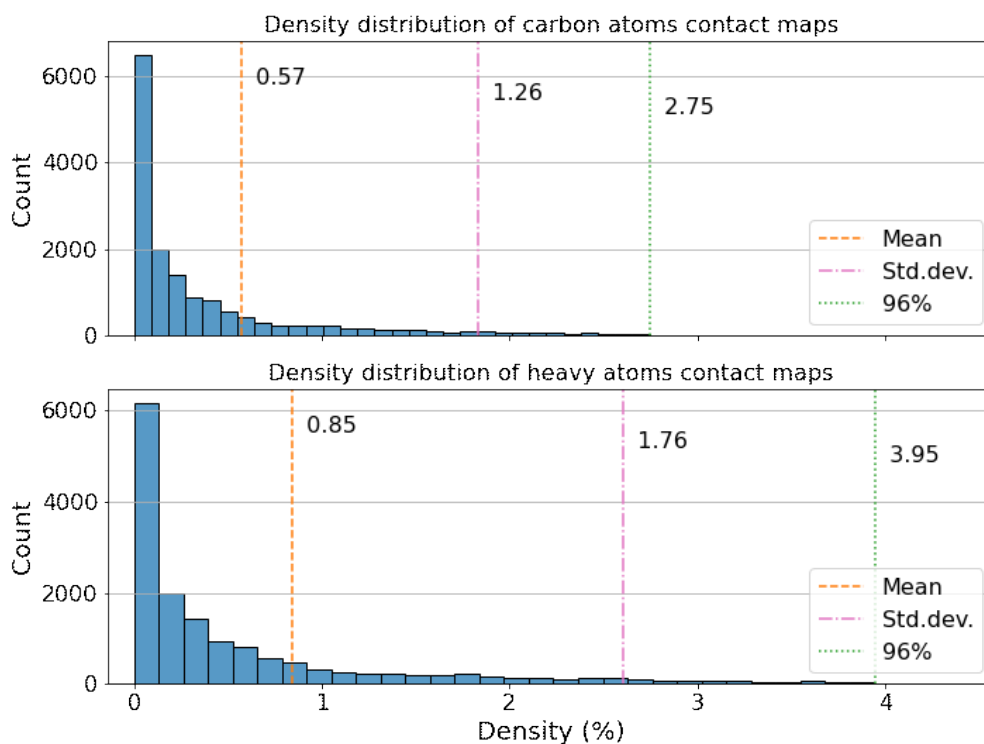 Density distribution of carbon atoms contact maps
0.57
1.26
2.75
6000
4000
2000
0
Count
Mean
Std.dev.
96%
Density distribution of heavy atoms contact maps
0.85
1.76
3.95
6000
4000
2000
0
Count
Mean
Std.dev.
96%
0 1 2 3 4
Density (%)